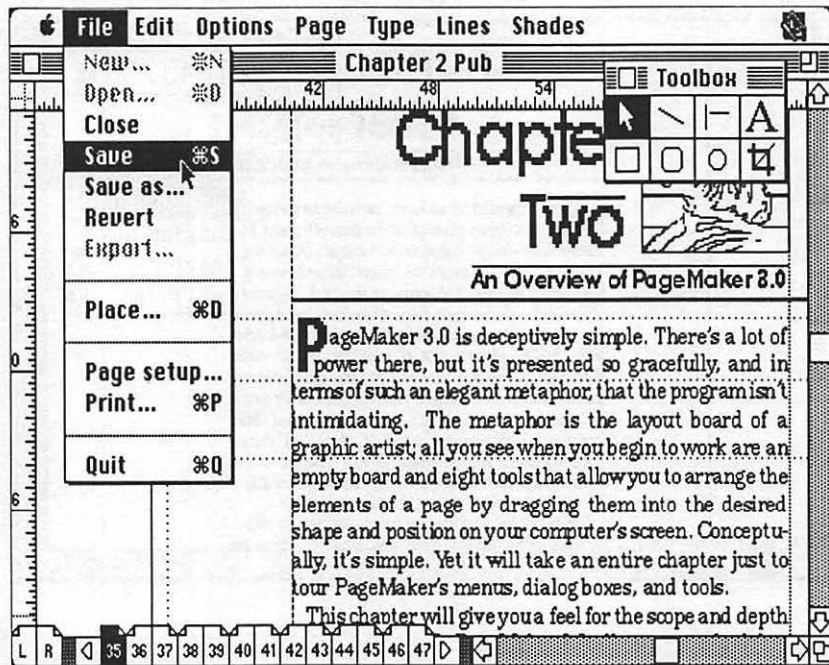 File Edit Options Page Type Lines Shades
Chapter 2 Pub
New... ⌘N
Open... ⌘O
Close
Save ⌘S
Save as...
Revert
Export...
Place... ⌘D
Page setup...
Print... ⌘P
Quit ⌘Q
42 48 54
Toolbox
A
6
0
6
Chapte
Two
An Overview of PageMaker 3.0
PageMaker 3.0 is deceptively simple. There's a lot of
power there, but it's presented so gracefully, and in
terms of such an elegant metaphor, that the program isn't
intimidating. The metaphor is the layout board of a
graphic artist; all you see when you begin to work are an
empty board and eight tools that allow you to arrange the
elements of a page by dragging them into the desired
shape and position on your computer's screen. Conceptu-
ally, it's simple. Yet it will take an entire chapter just to
tour PageMaker's menus, dialog boxes, and tools.
This chapter will give you a feel for the scope and depth
L R 35 36 37 38 39 40 41 42 43 44 45 46 47